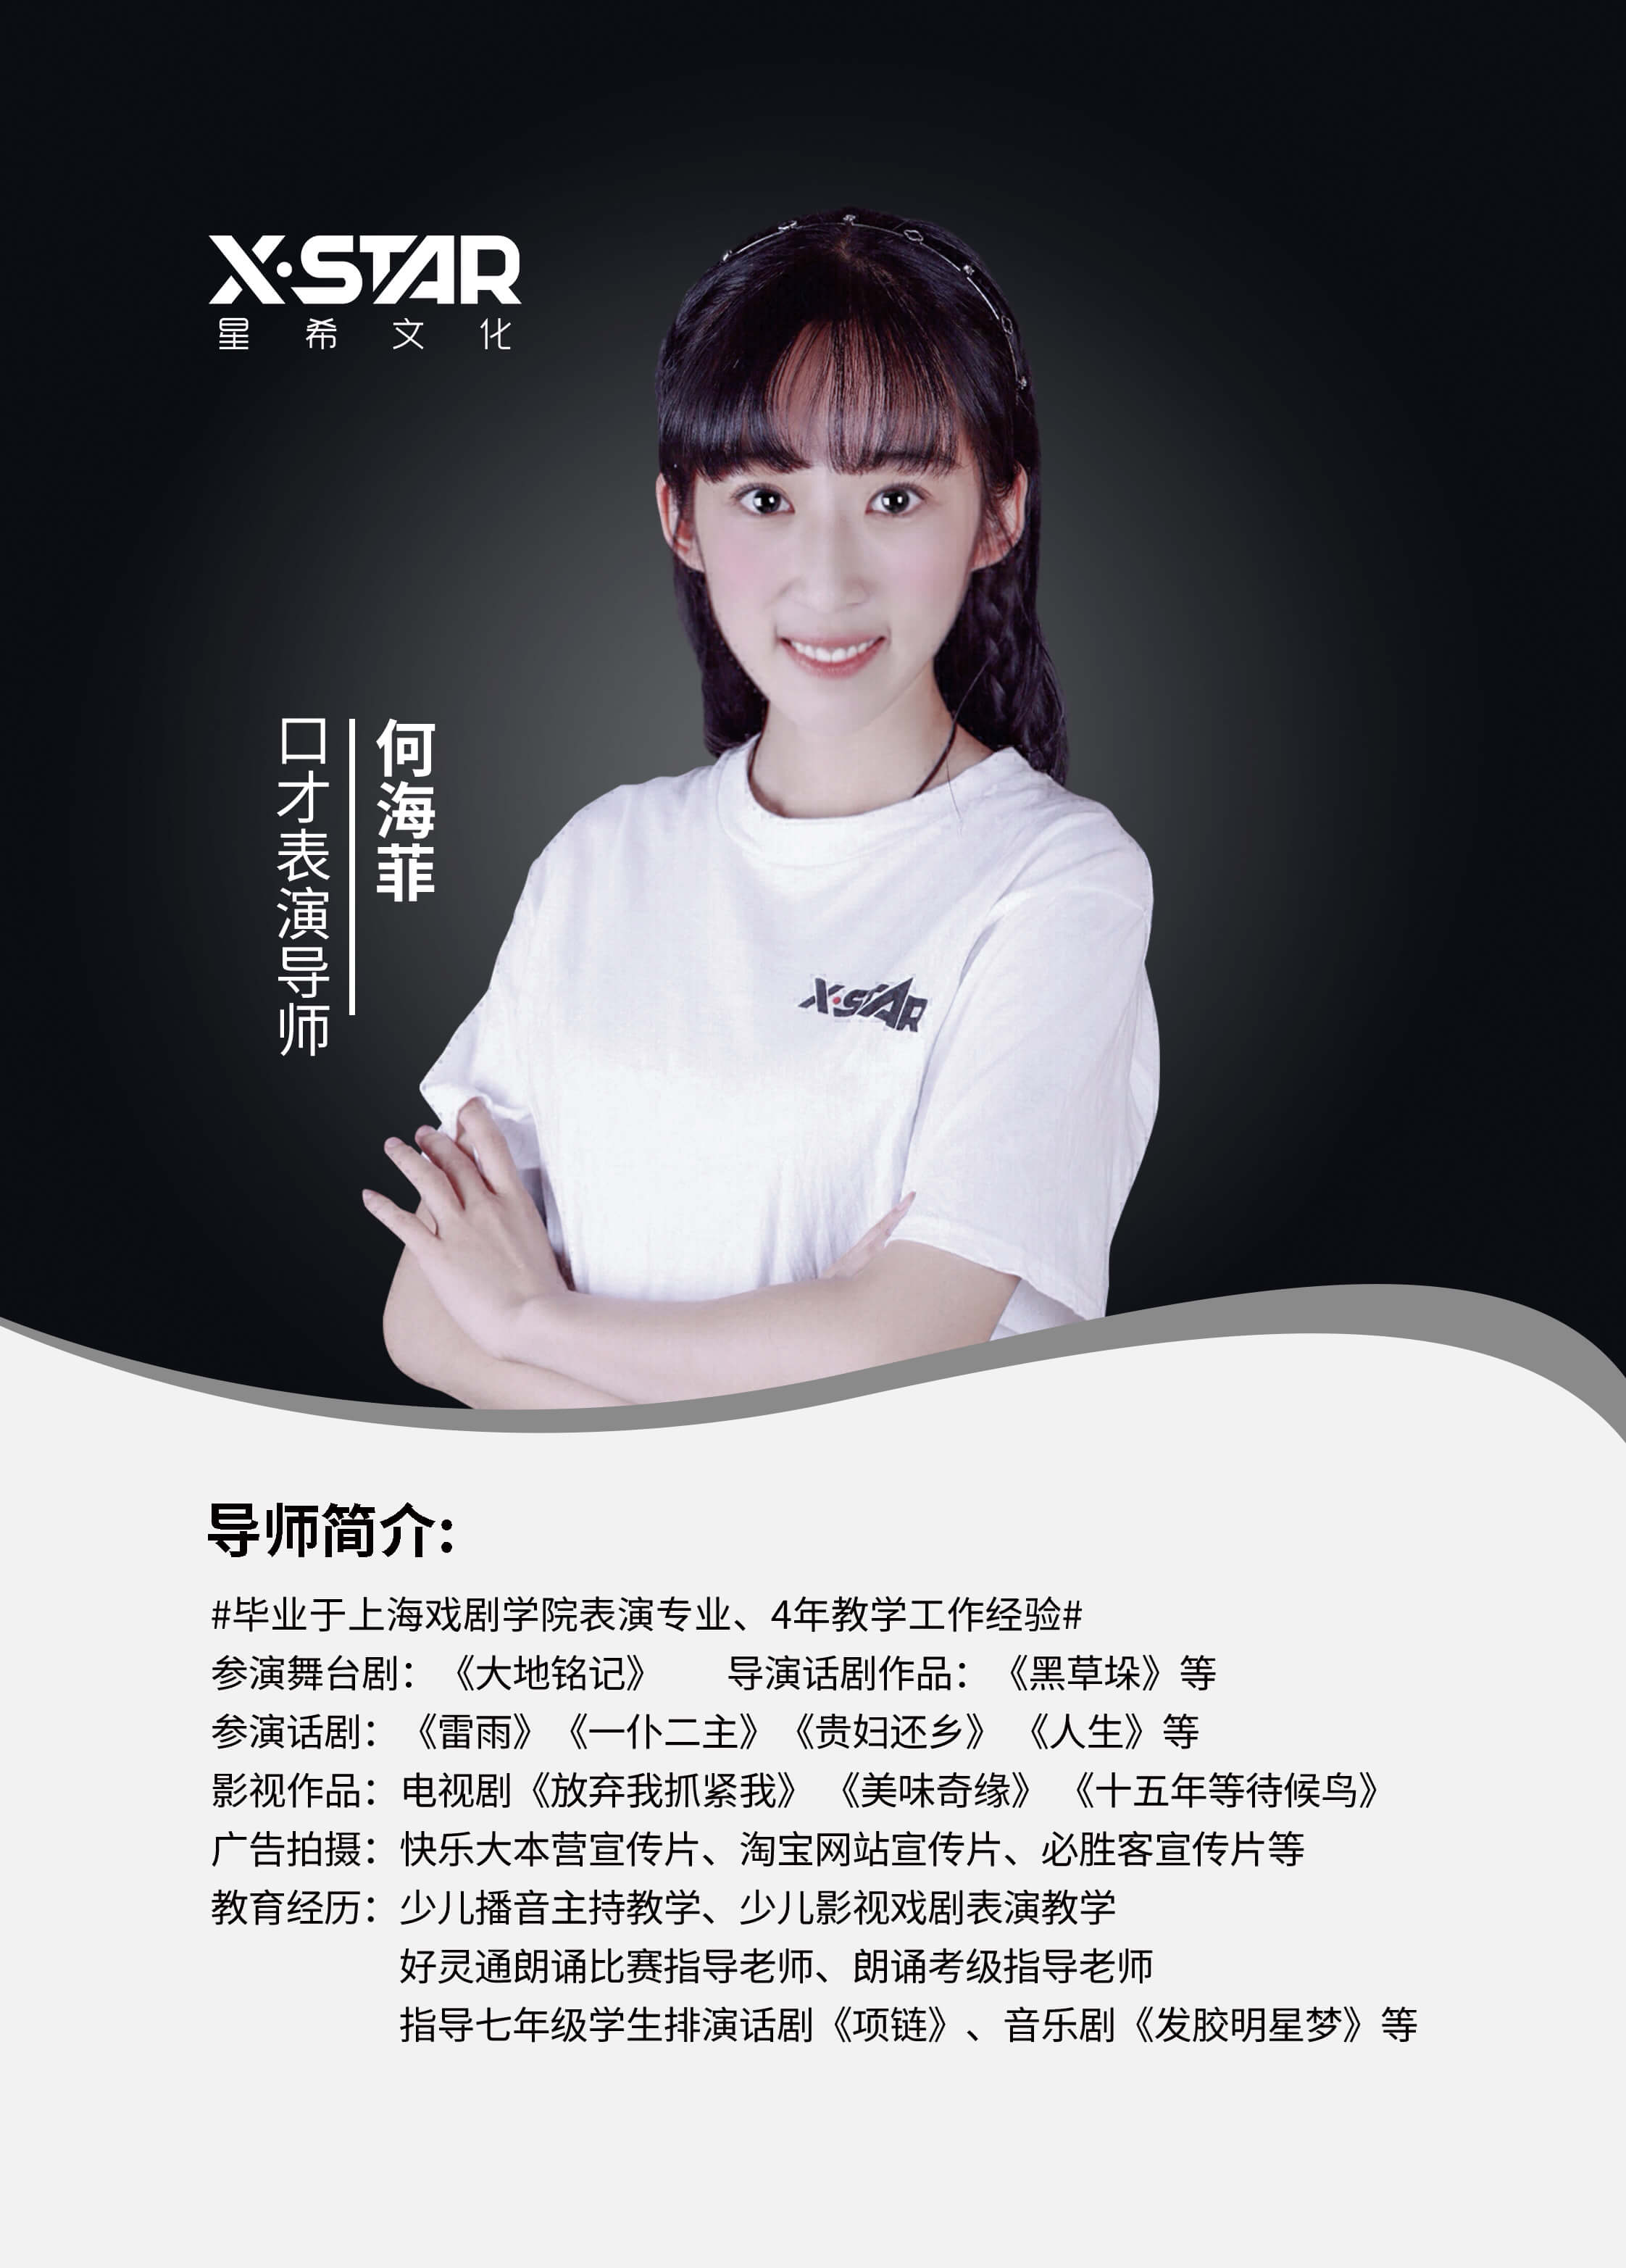 X·STAR
星希文化
何海菲
口才表演导师
X·STAR
导师简介:
#毕业于上海戏剧学院表演专业、4年教学工作经验#
参演舞台剧：《大地铭记》 导演话剧作品：《黑草垛》等
参演话剧：《雷雨》《一仆二主》《贵妇还乡》《人生》等
影视作品：电视剧《放弃我抓紧我》《美味奇缘》《十五年等待候鸟》
广告拍摄：快乐大本营宣传片、淘宝网站宣传片、必胜客宣传片等
教育经历：少儿播音主持教学、少儿影视戏剧表演教学
好灵通朗诵比赛指导老师、朗诵考级指导老师
指导七年级学生排演话剧《项链》、音乐剧《发胶明星梦》等